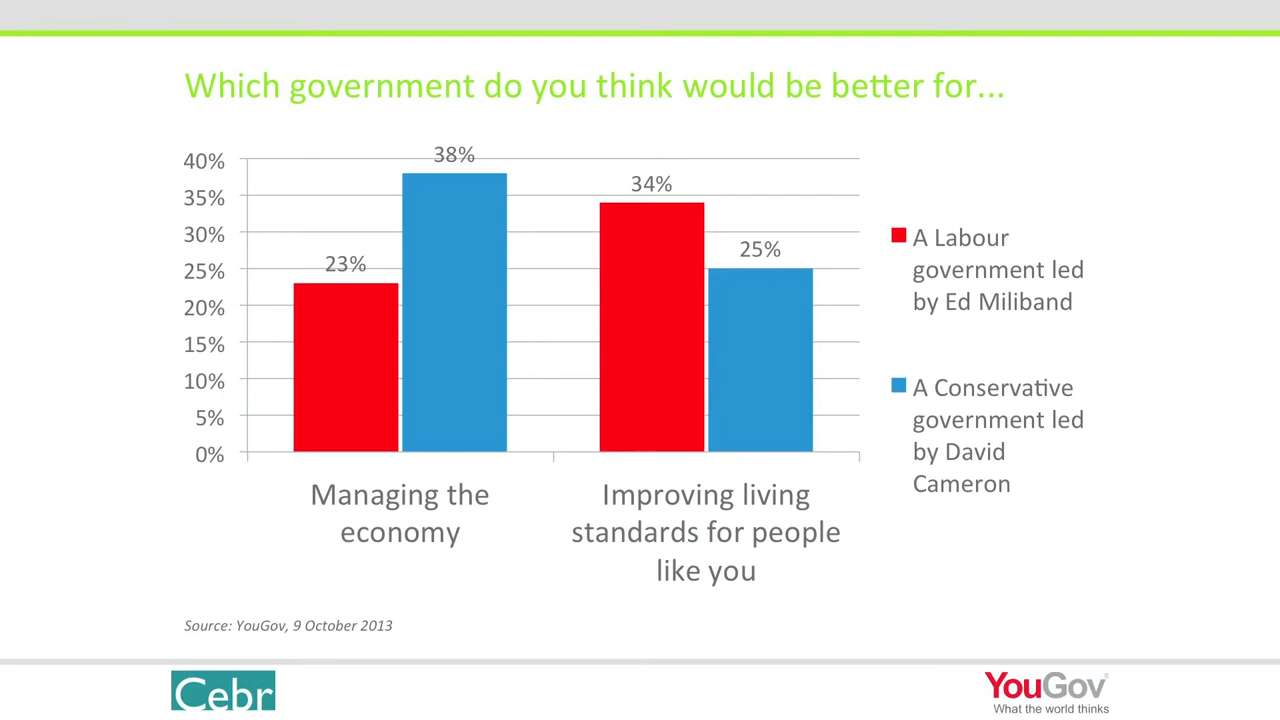 Which government do you think would be better for...
40%
35%
30%
25%
20%
15%
10%
5%
0%
23%
38%
34%
25%
Managing the
economy
Improving living
standards for people
like you
A Labour
government led
by Ed Miliband
A Conservative
government led
by David
Cameron
Source: YouGov, 9 October 2013
Cebr
YouGov®
What the world thinks